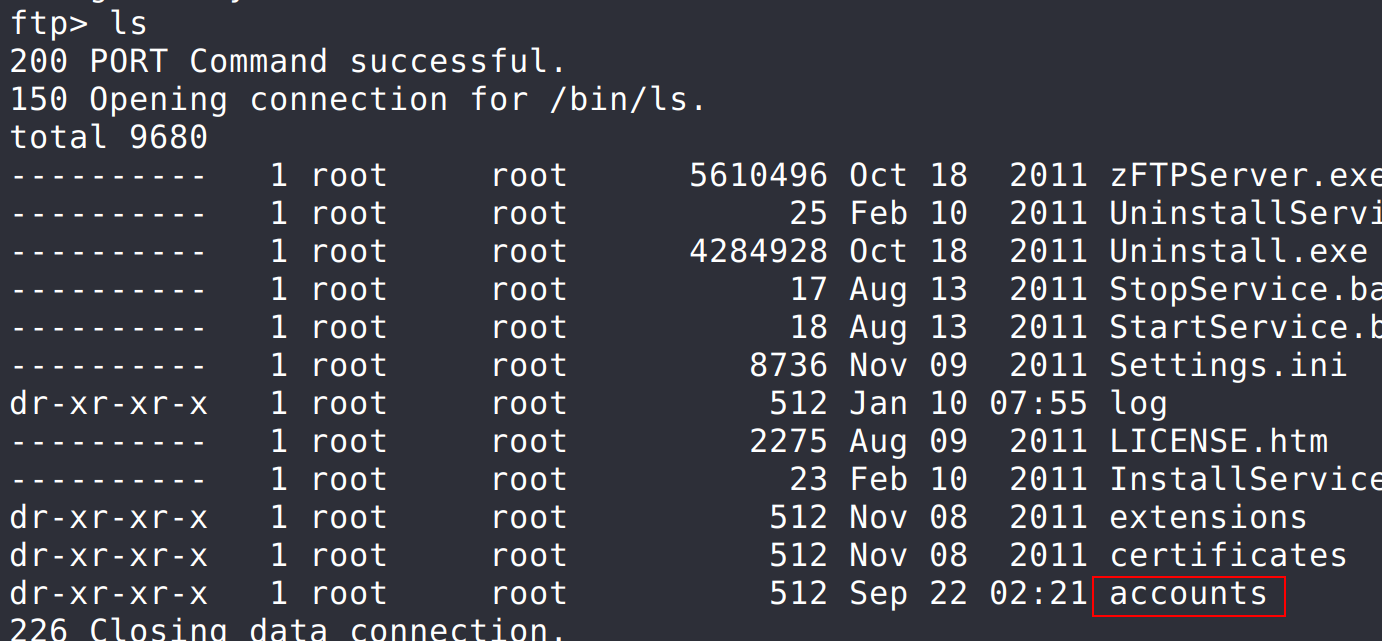 ftp> ls
200 PORT Command successful.
150 Opening connection for /bin/ls.
total 9680
---------- 1 root root 5610496 Oct 18 2011 zFTPServer.exe
---------- 1 root root 25 Feb 10 2011 UninstallServi
---------- 1 root root 4284928 Oct 18 2011 Uninstall.exe
---------- 1 root root 17 Aug 13 2011 StopService.ba
---------- 1 root root 18 Aug 13 2011 StartService.b
---------- 1 root root 8736 Nov 09 2011 Settings.ini
dr-xr-xr-x 1 root root 512 Jan 10 07:55 log
---------- 1 root root 2275 Aug 09 2011 LICENSE.htm
---------- 1 root root 23 Feb 10 2011 InstallService
dr-xr-xr-x 1 root root 512 Nov 08 2011 extensions
dr-xr-xr-x 1 root root 512 Nov 08 2011 certificates
dr-xr-xr-x 1 root root 512 Sep 22 02:21 accounts
226 Closing data connection.